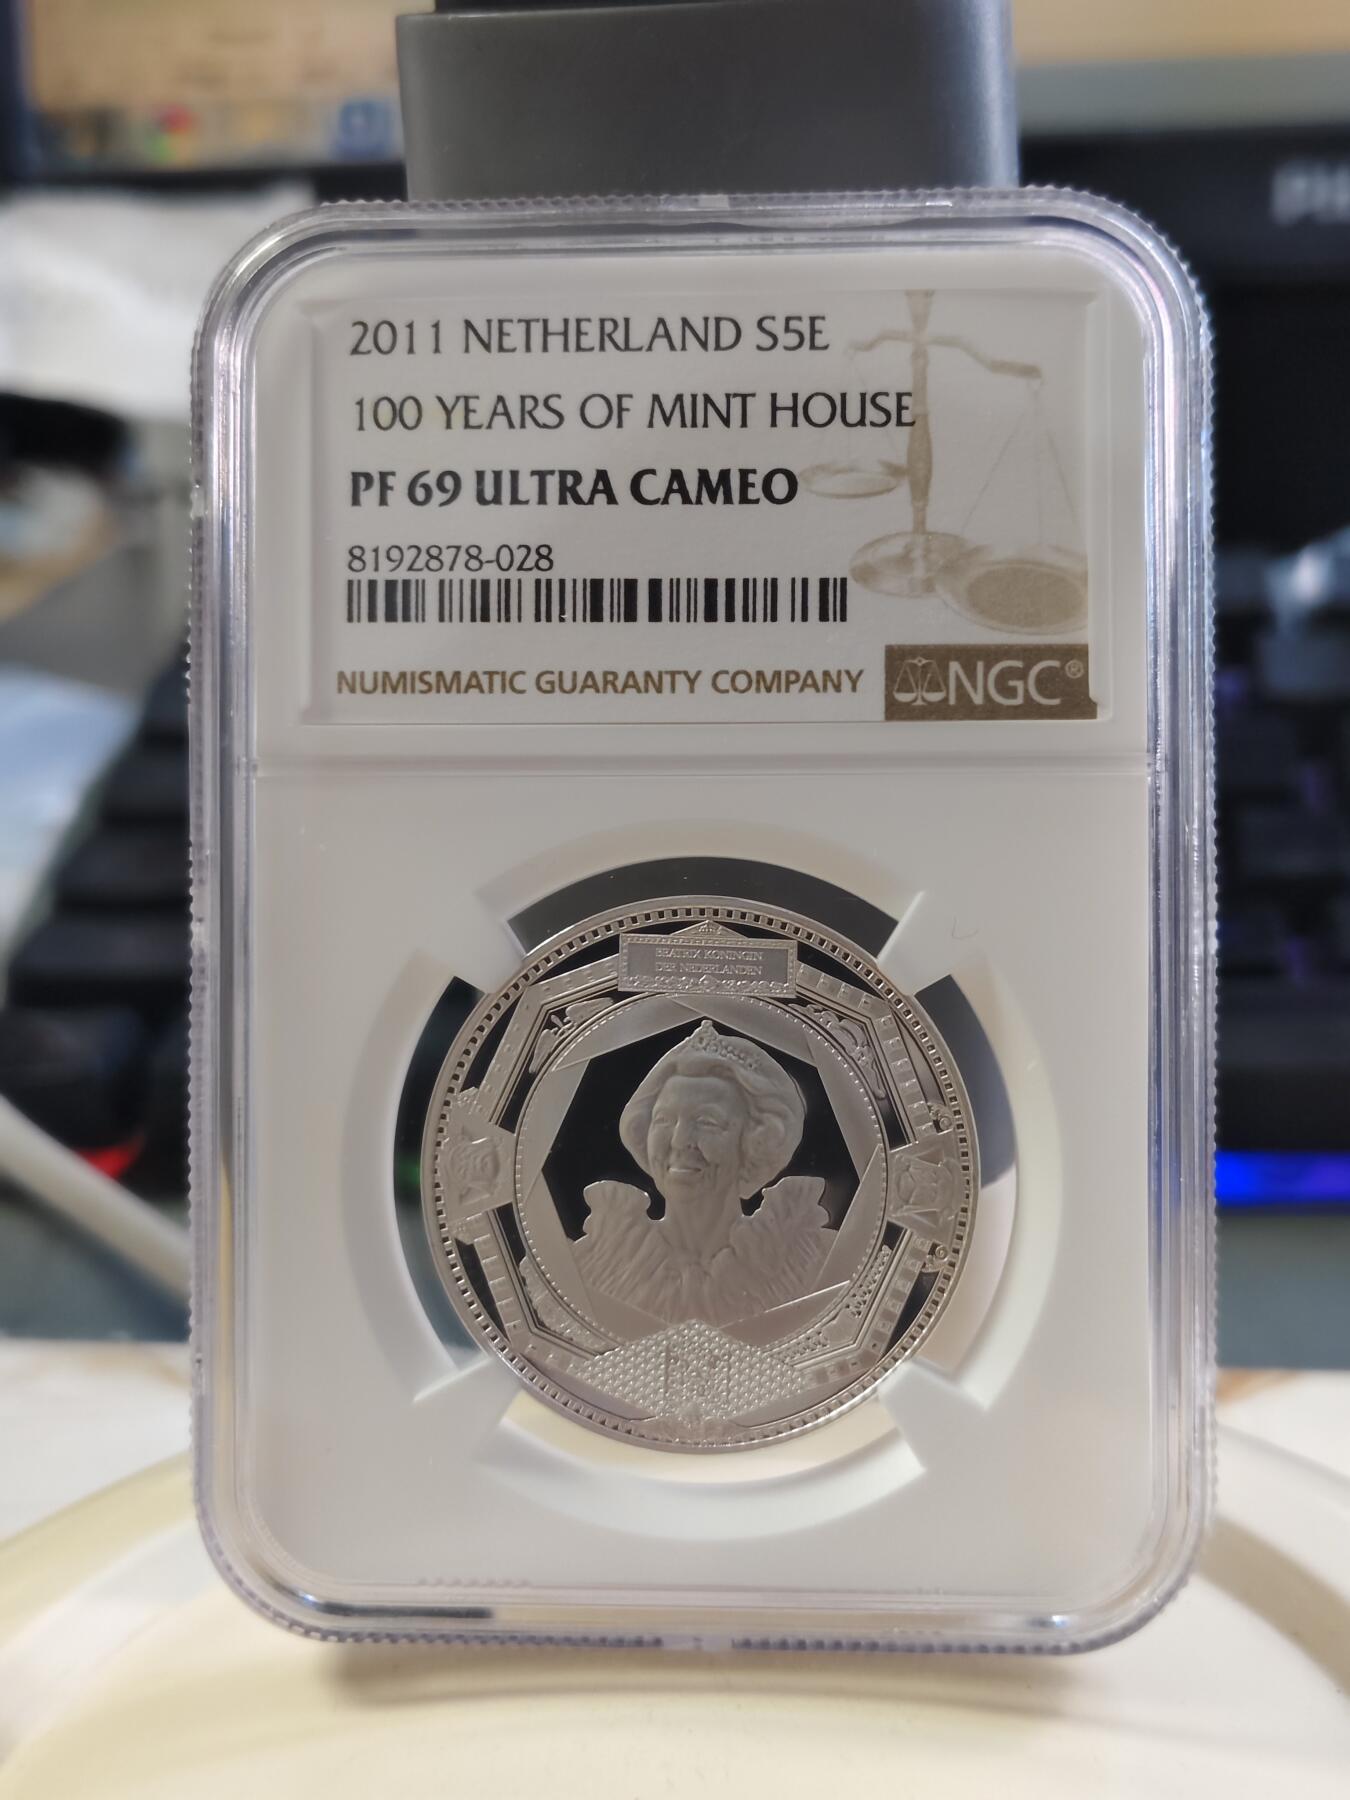 2011 NETHERLAND S5E
100 YEARS OF MINT HOUSE
PF 69 ULTRA CAMEO
8192878-028
NUMISMATIC GUARANTY COMPANY
NGC®
BEATRIX KONINGIN
DER NEDERLANDEN